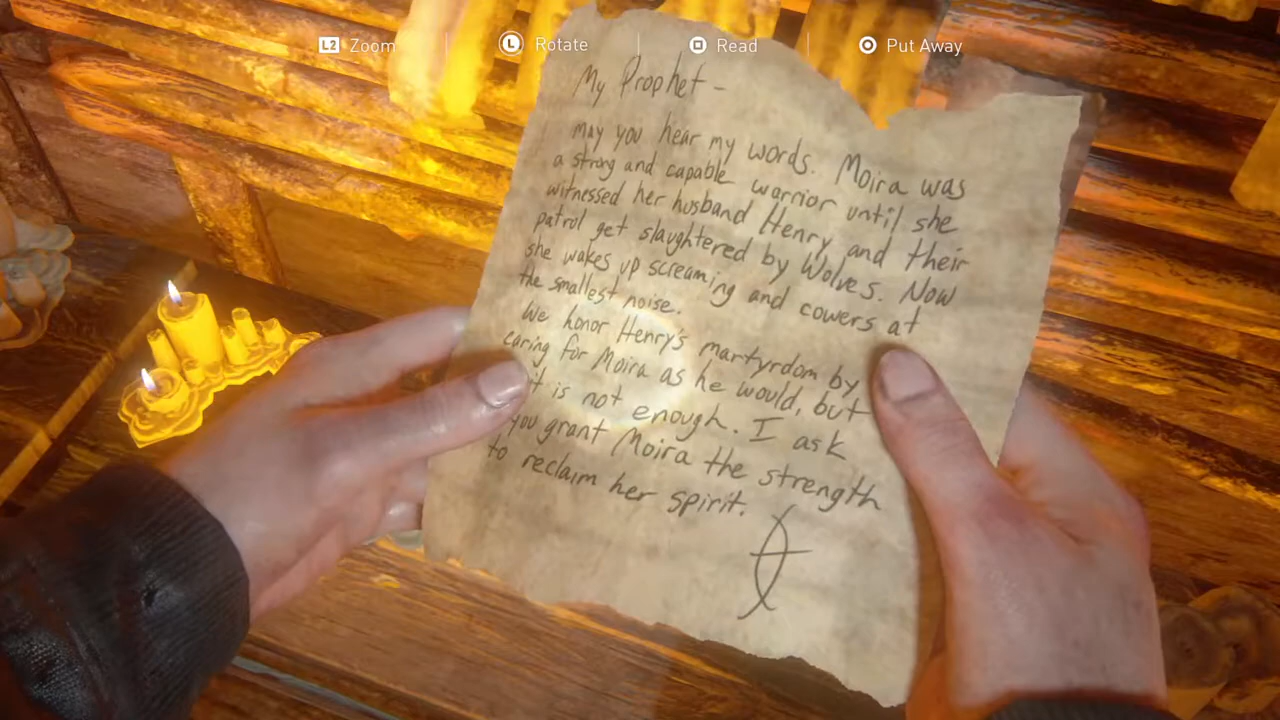 L2 Zoom L Rotate Read Put Away
My Prophet -
may you hear my words. Moira was
a strong and capable warrior until she
witnessed her husband Henry and their
patrol get slaughtered by Wolves. Now
she wakes up screaming and cowers at
the smallest noise.
We honor Henry's martyrdom by
caring for Moira as he would, but
it is not enough. I ask
you grant Moira the strength
to reclaim her spirit.